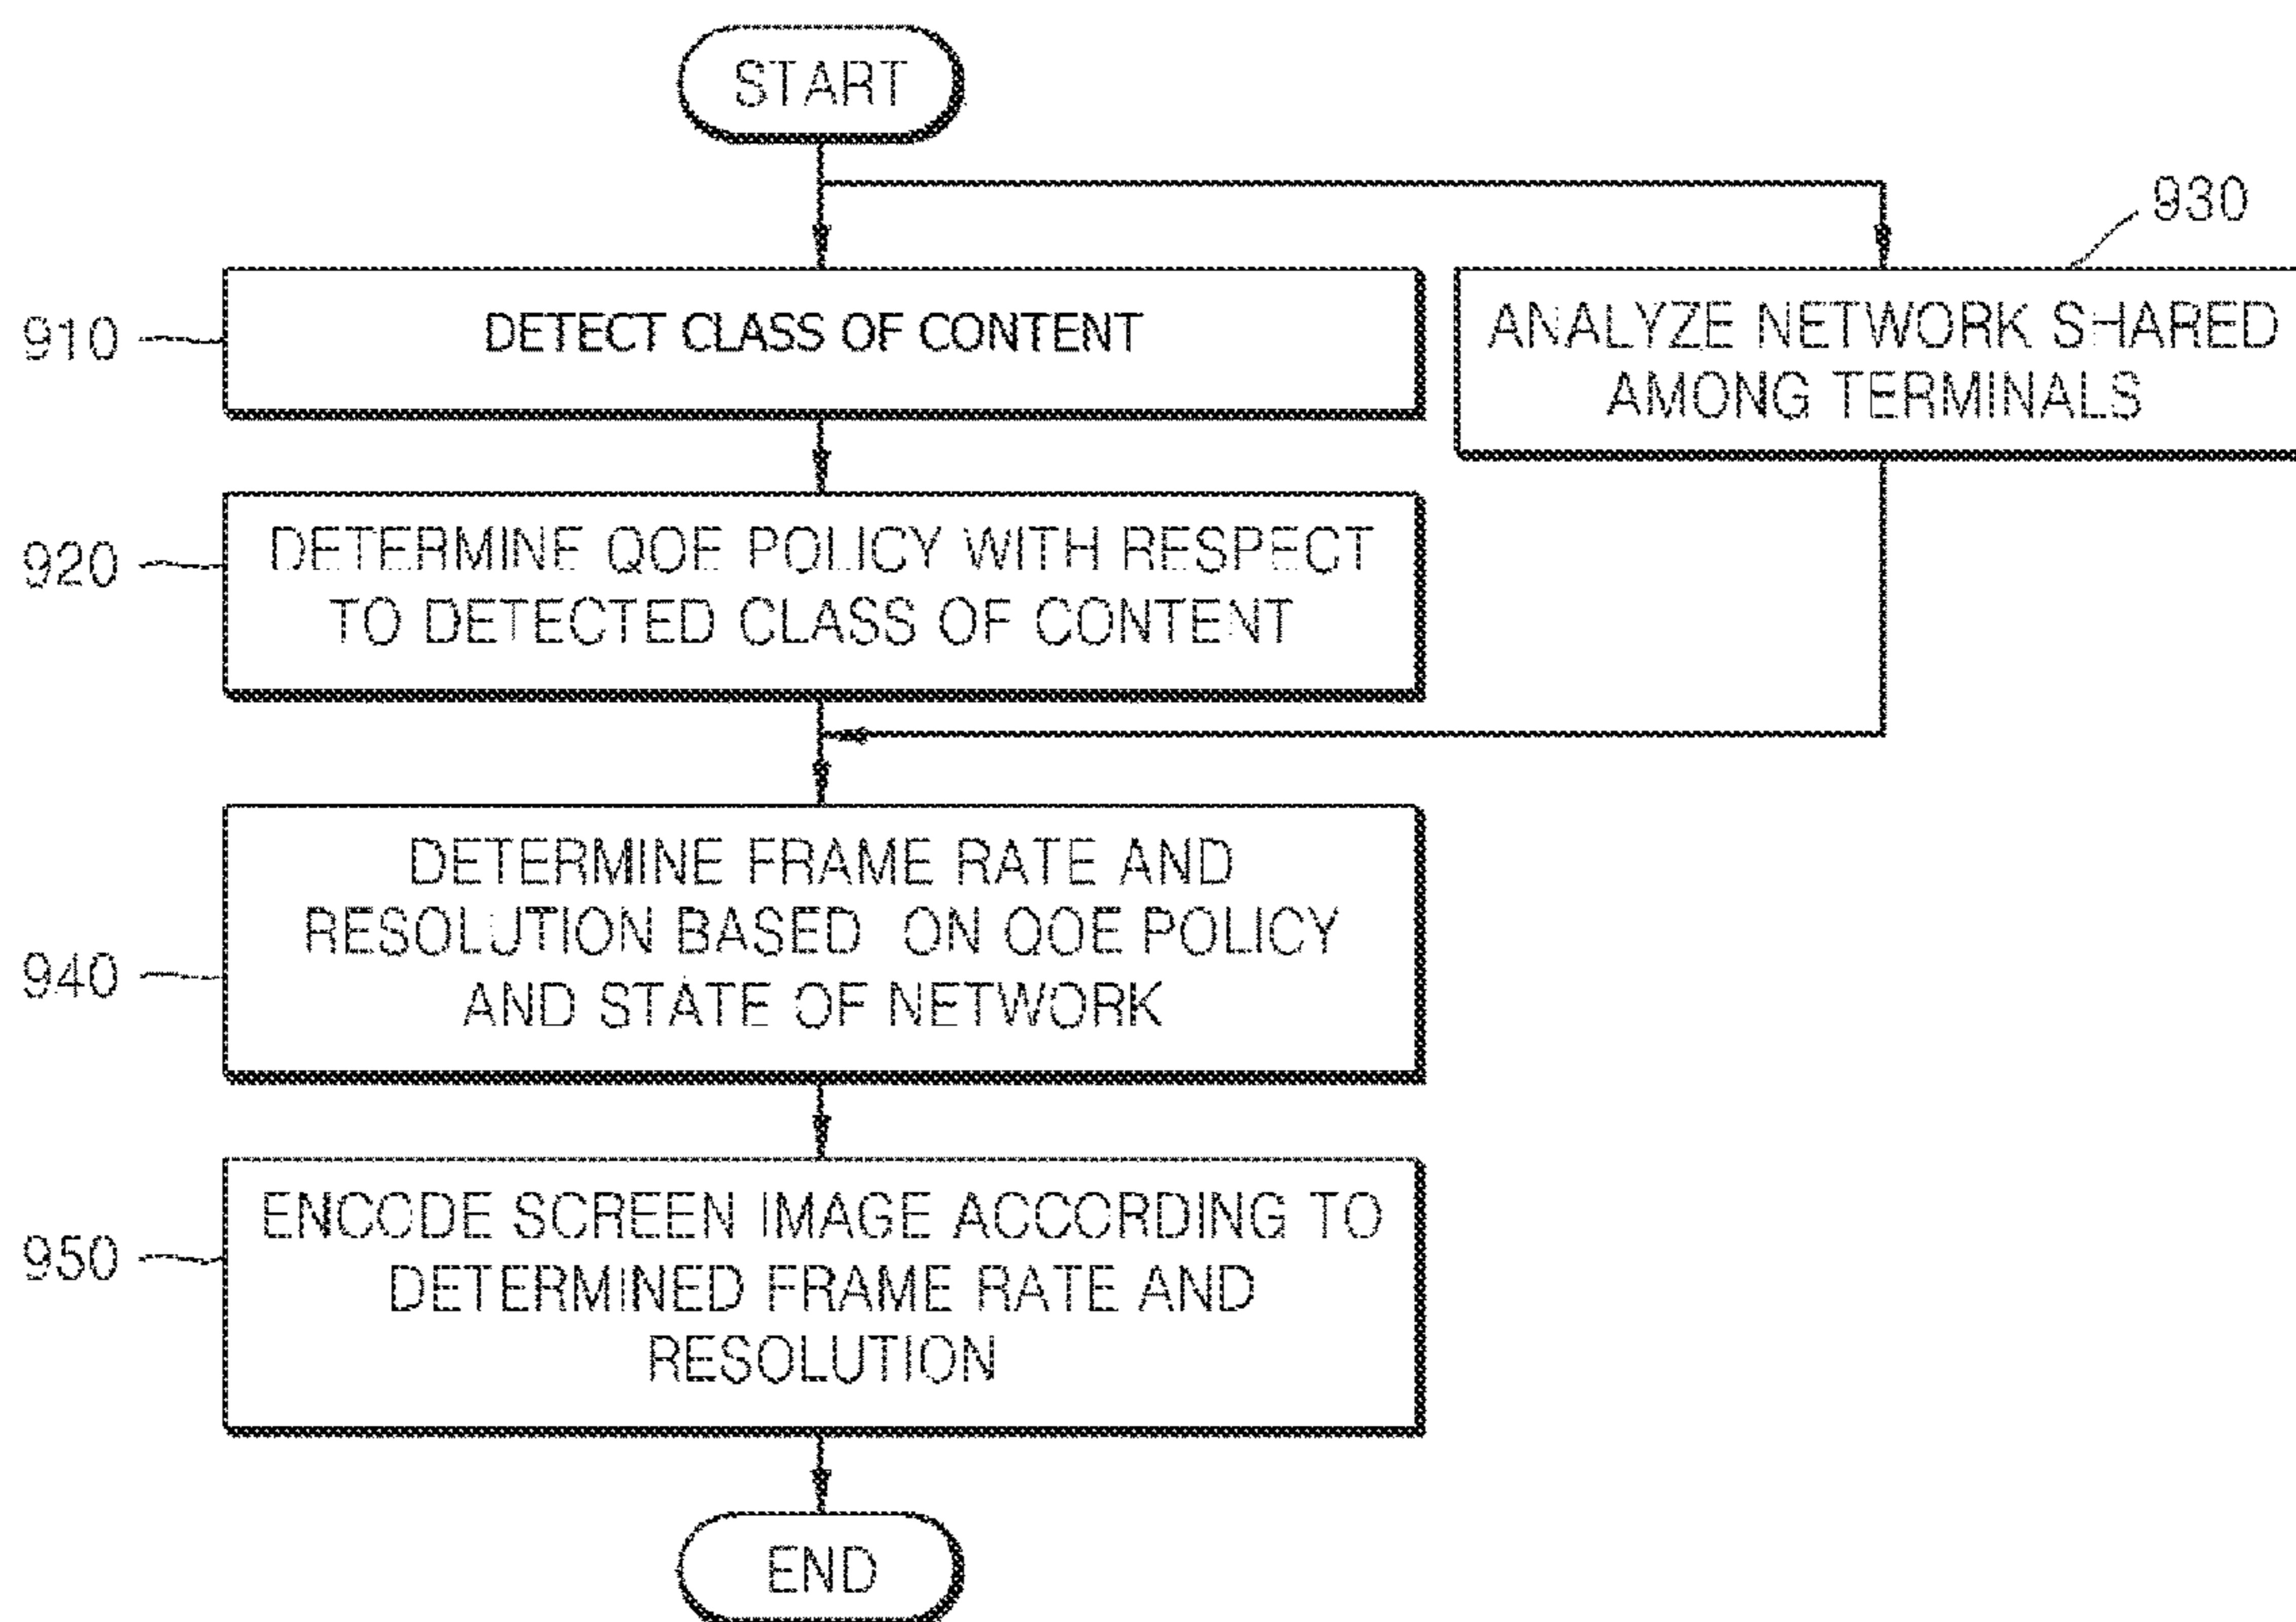 START
930
910
DETECT CLASS OF CONTENT
ANALYZE NETWORK SHARED
AMONG TERMINALS
920
DETERMINE QOE POLICY WITH RESPECT
TO DETECTED CLASS OF CONTENT
940
DETERMINE FRAME RATE AND
RESOLUTION BASED ON QOE POLICY
AND STATE OF NETWORK
950
ENCODE SCREEN IMAGE ACCORDING TO
DETERMINED FRAME RATE AND
RESOLUTION
END